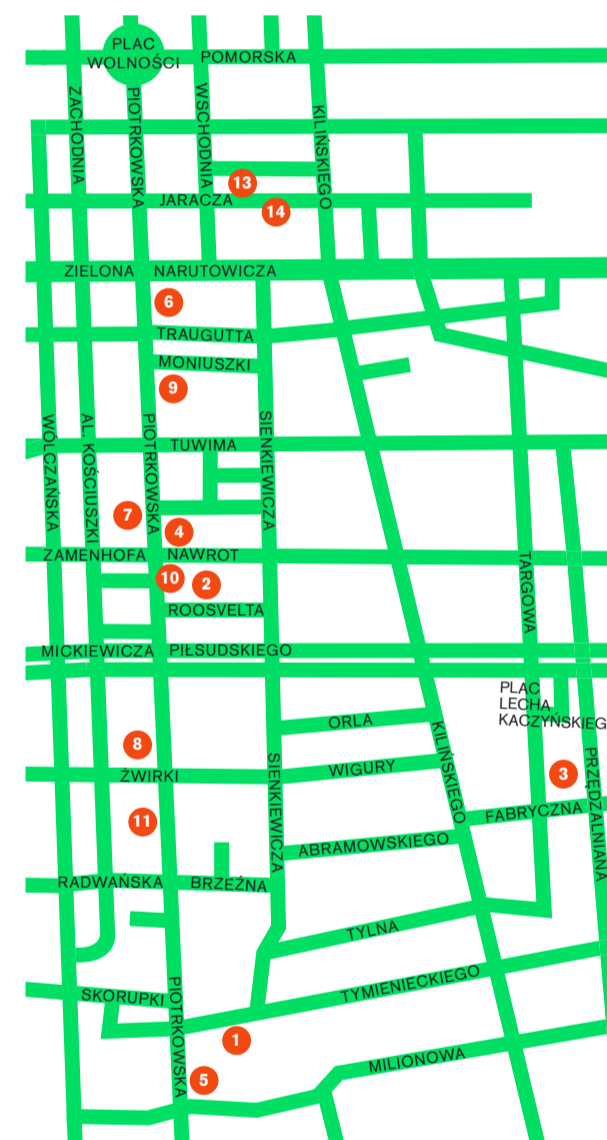 PLAC
WOLNOŚCI
POMORSKA
ZACHODNIA
PIOTRKOWSKA
WSCHODNIA
KILIŃSKIEGO
13
JARACZA
14
ZIELONA
NARUTOWICZA
6
TRAUGUTTA
MONIUSZKI
9
WÓLCZAŃSKA
AL. KOŚCIUSZKI
PIOTRKOWSKA
SIENKIEWICZA
TUWIMA
7
4
ZAMENHOFA
NAWROT
TARGOWA
10
2
ROOSVELTA
MICKIEWICZA
PIŁSUDSKIEGO
PLAC
LECHA
KACZYŃSKIEG
ORLA
KILIŃSKIEGO
8
SIENKIEWICZA
WIGURY
3
PRZĘDZALNIANA
ŻWIRKI
11
FABRYCZNA
ABRAMOWSKIEGO
RADWAŃSKA
BRZEŹNA
TYLNA
SKORUPKI
PIOTRKOWSKA
TYMIENIECKIEGO
1
MILIONOWA
5